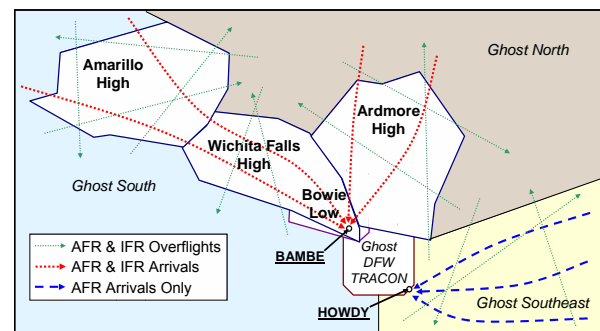 Ghost North
Amarillo
High
Ardmore
High
Wichita Falls
High
Ghost South
Bowie
Low
AFR & IFR Overflights
AFR & IFR Arrivals
AFR Arrivals Only
BAMBE
Ghost
DFW
TRACON
HOWDY
Ghost Southeast